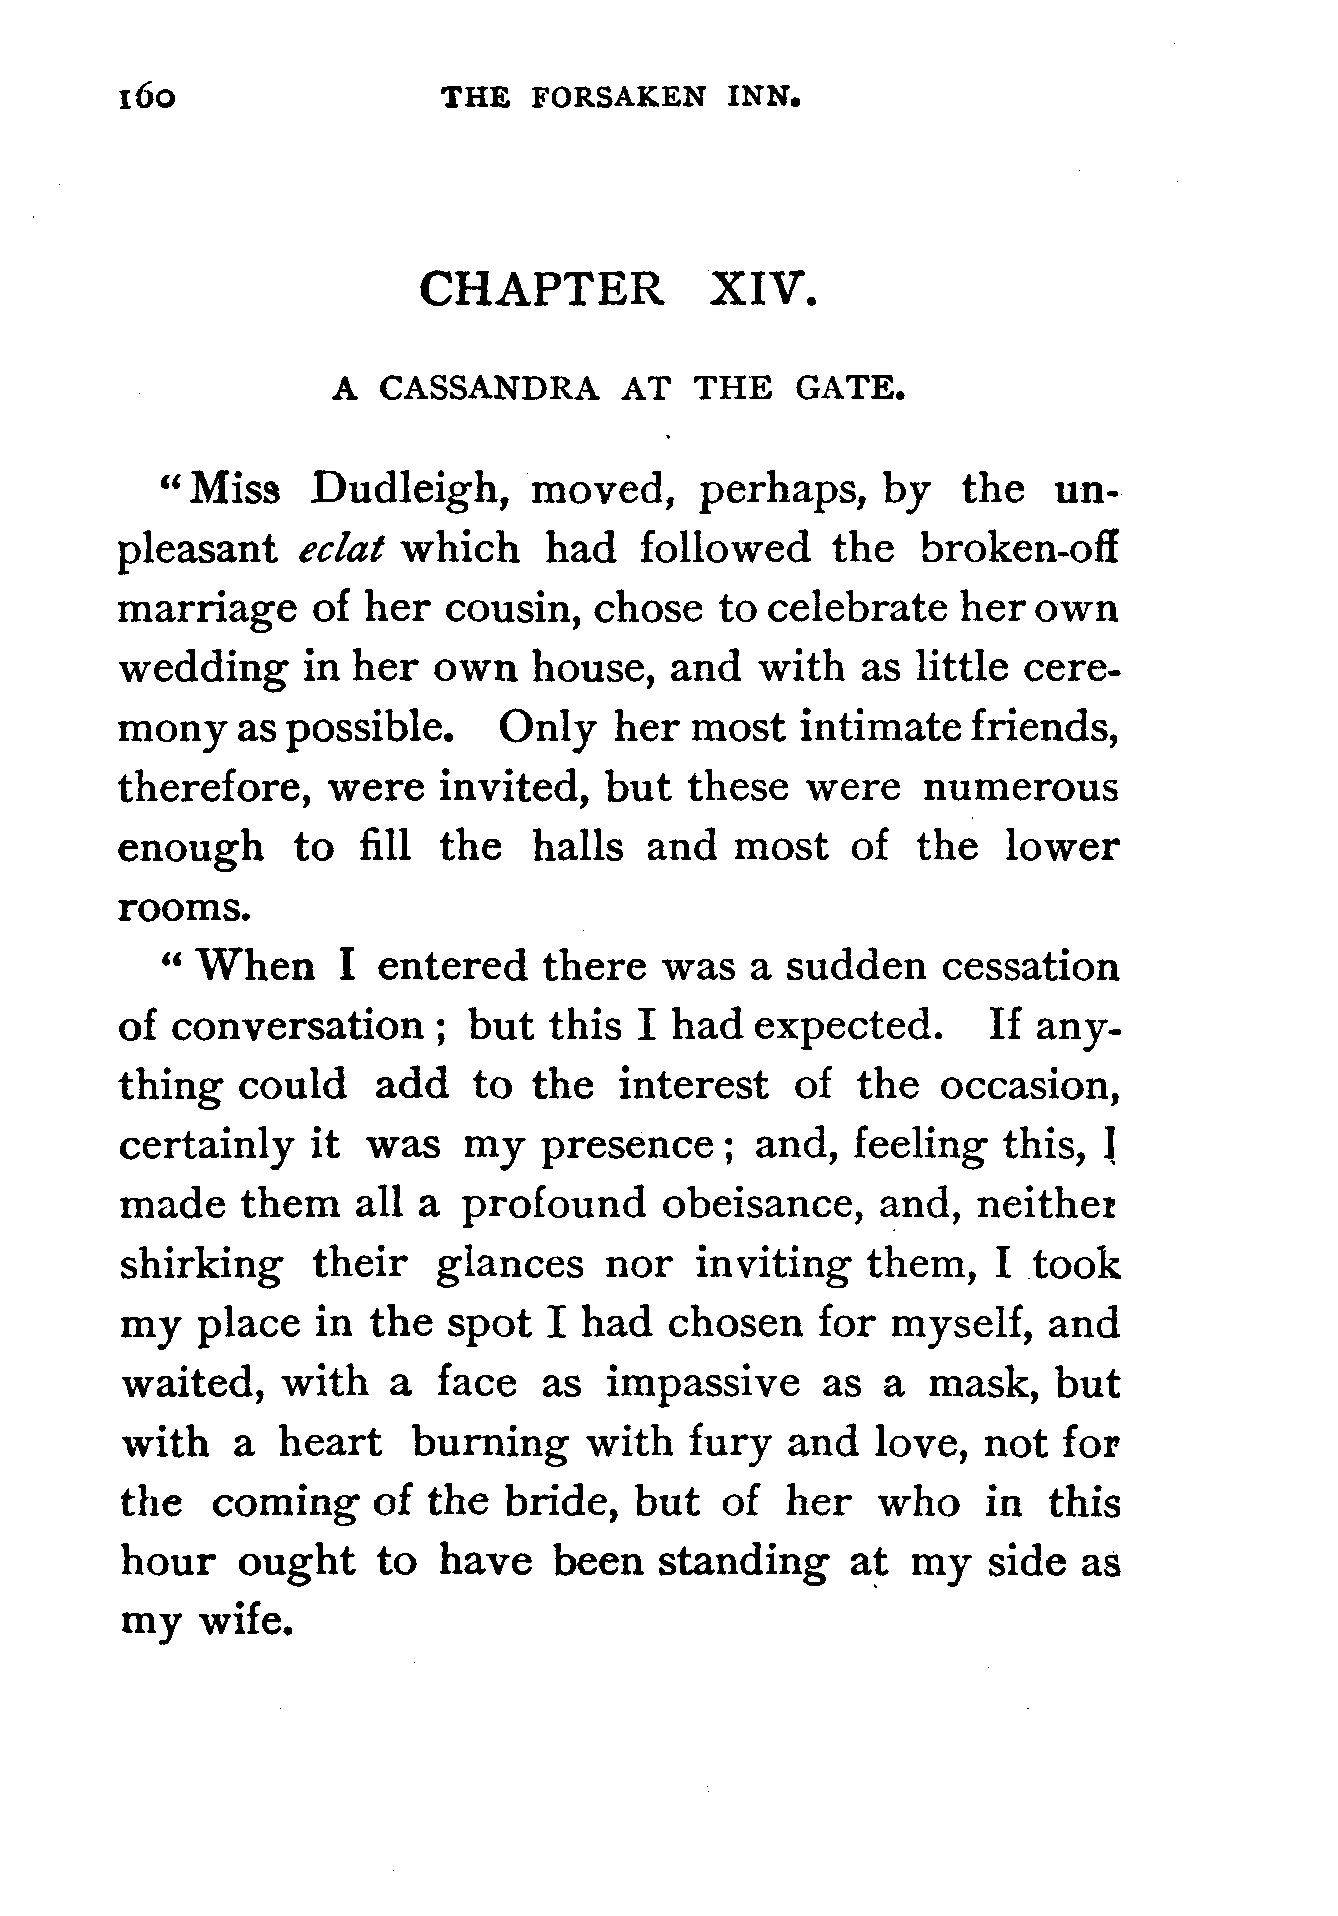 160 THE FORSAKEN INN.
CHAPTER XIV.
A CASSANDRA AT THE GATE.
“Miss Dudleigh, moved, perhaps, by the un-
pleasant eclat which had followed the broken-off
marriage of her cousin, chose to celebrate her own
wedding in her own house, and with as little cere-
mony as possible. Only her most intimate friends,
therefore, were invited, but these were numerous
enough to fill the halls and most of the lower
rooms.
“When I entered there was a sudden cessation
of conversation; but this I had expected. If any-
thing could add to the interest of the occasion,
certainly it was my presence; and, feeling this, I
made them all a profound obeisance, and, neither
shirking their glances nor inviting them, I took
my place in the spot I had chosen for myself, and
waited, with a face as impassive as a mask, but
with a heart burning with fury and love, not for
the coming of the bride, but of her who in this
hour ought to have been standing at my side as
my wife.